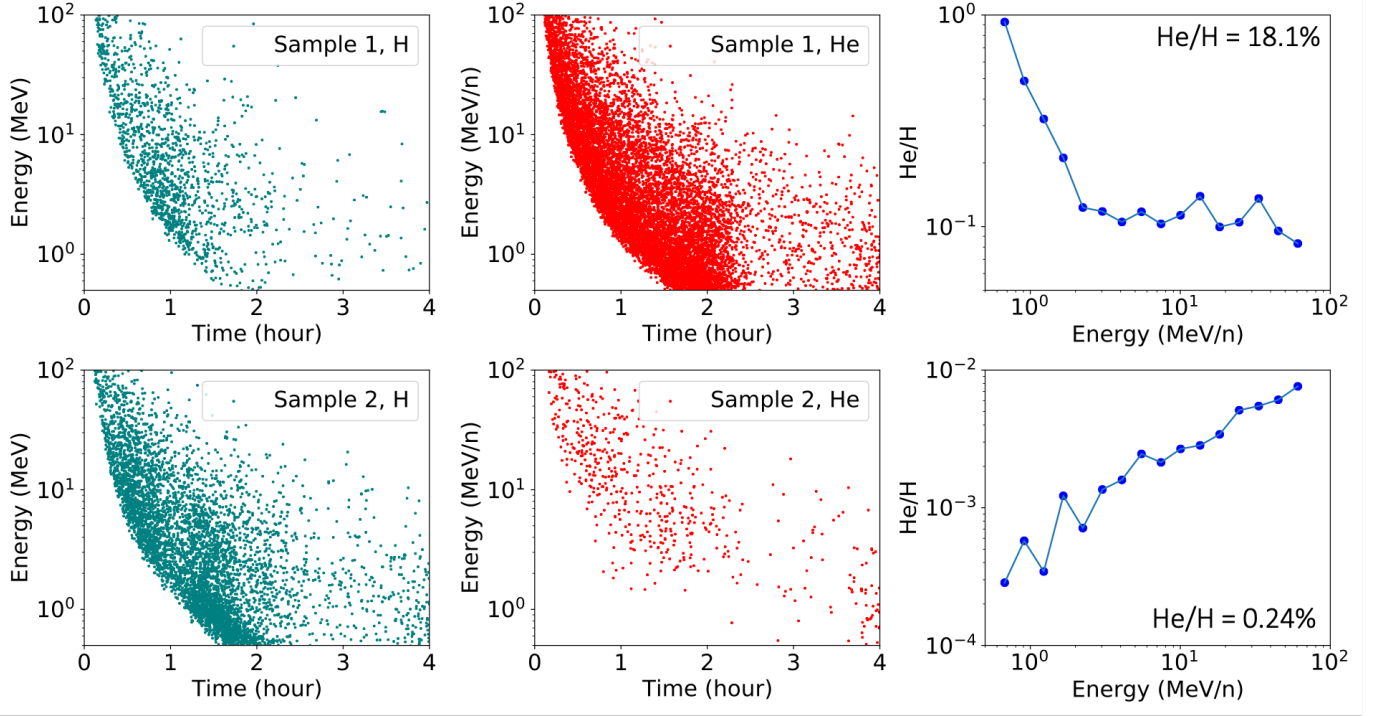 Sample 1, H
10²
10¹
10⁰
Energy (MeV)
0 1 2 3 4
Time (hour)
Sample 1, He
10²
10¹
10⁰
Energy (MeV/n)
0 1 2 3 4
Time (hour)
He/H = 18.1%
10⁰
10⁻¹
He/H
10⁰ 10¹ 10²
Energy (MeV/n)
Sample 2, H
10²
10¹
10⁰
Energy (MeV)
0 1 2 3 4
Time (hour)
Sample 2, He
10²
10¹
10⁰
Energy (MeV/n)
0 1 2 3 4
Time (hour)
10⁻²
10⁻³
10⁻⁴
He/H
He/H = 0.24%
10⁰ 10¹ 10²
Energy (MeV/n)